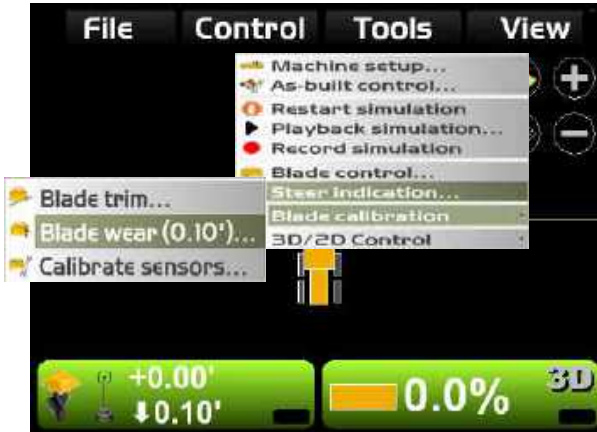 File Control Tools View
Machine setup...
As-built control...
Restart simulation
Playback simulation...
Record simulation
Blade control...
Steer indication...
Blade calibration
3D/2D Control
Blade trim...
Blade wear (0.10')...
Calibrate sensors...
+0.00'
⬇0.10'
0.0%
3D